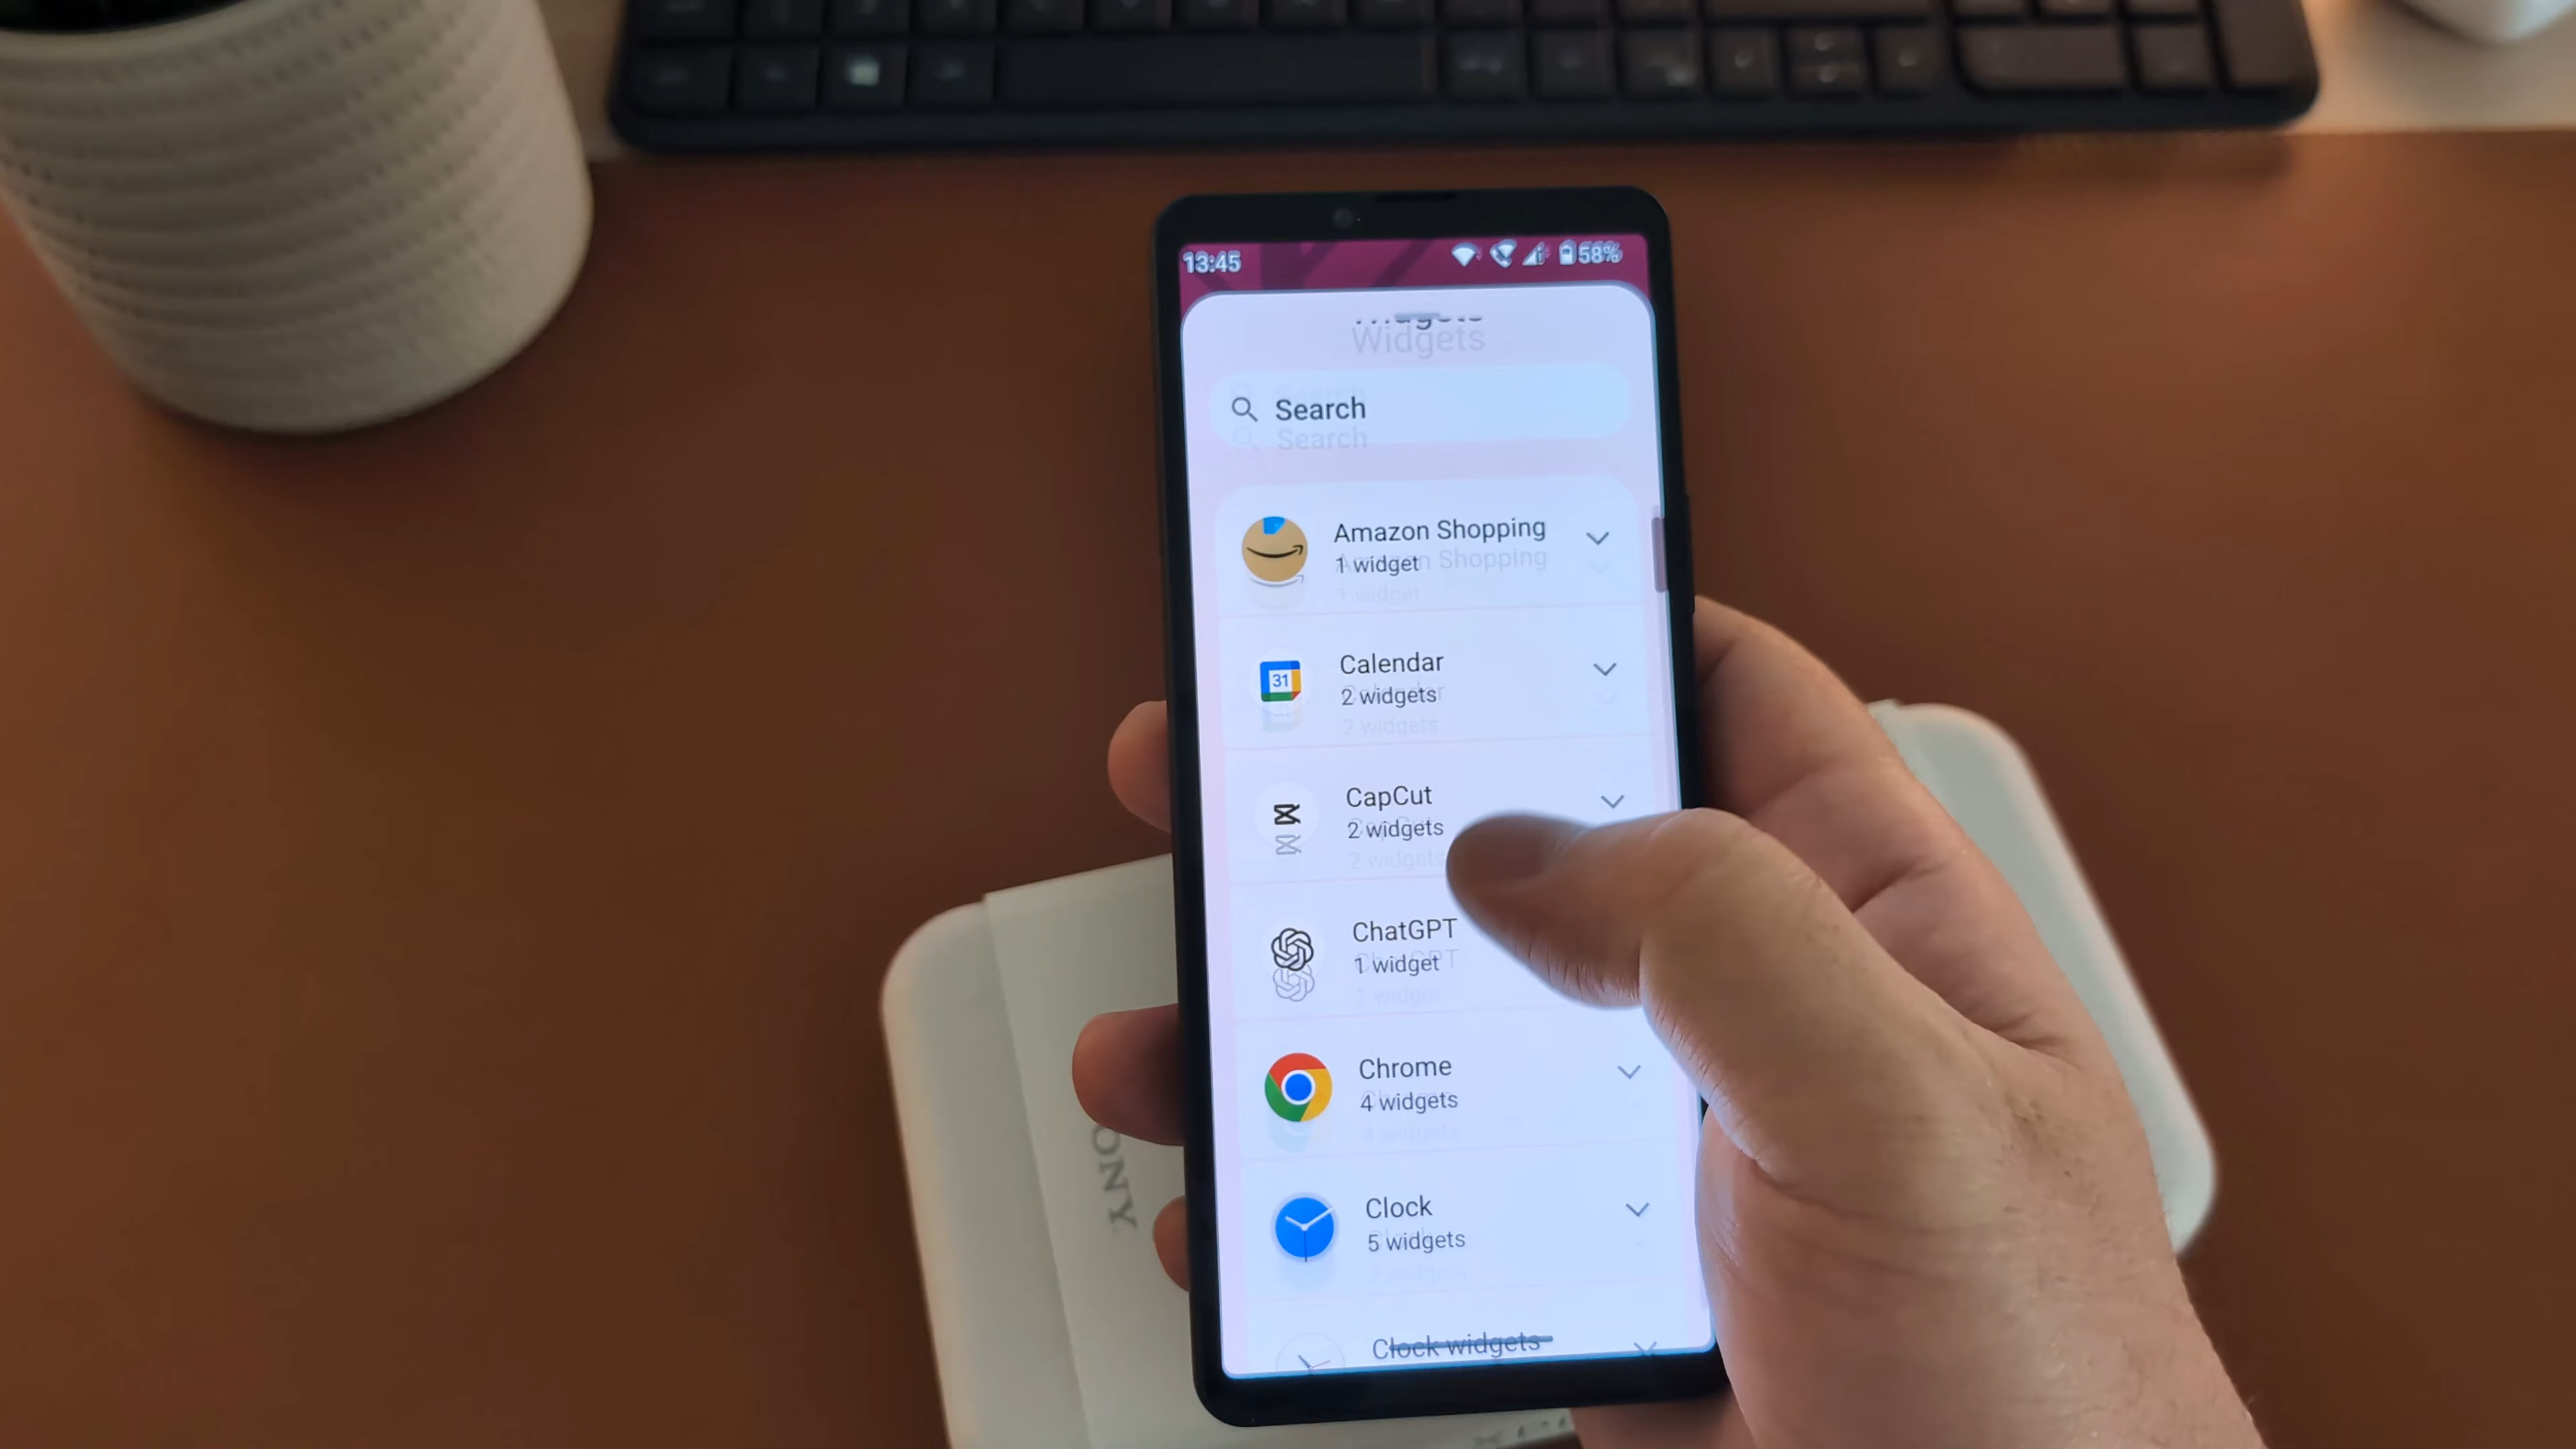 13:45 58%
Widgets
Search
Amazon Shopping
1 widget
Calendar
31
2 widgets
CapCut
2 widgets
ChatGPT
1 widget
Chrome
4 widgets
Clock
5 widgets
Clock widgets
ONY